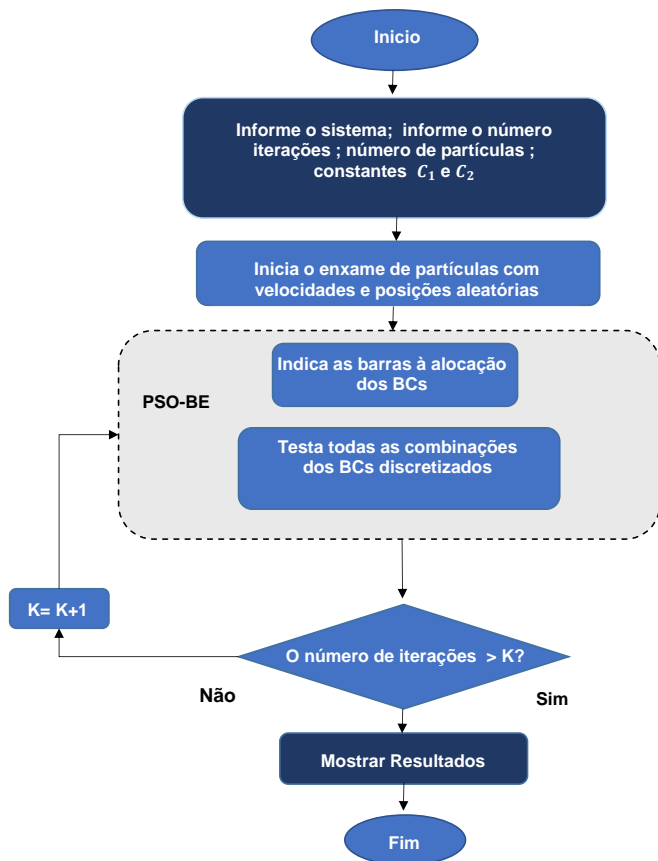 Inicio
Informe o sistema; informe o número
iterações ; número de partículas ;
constantes C₁ e C₂
Inicia o enxame de partículas com
velocidades e posições aleatórias
Indica as barras à alocação
dos BCs
PSO-BE
Testa todas as combinações
dos BCs discretizados
K= K+1
O número de iterações > K?
Não
Sim
Mostrar Resultados
Fim